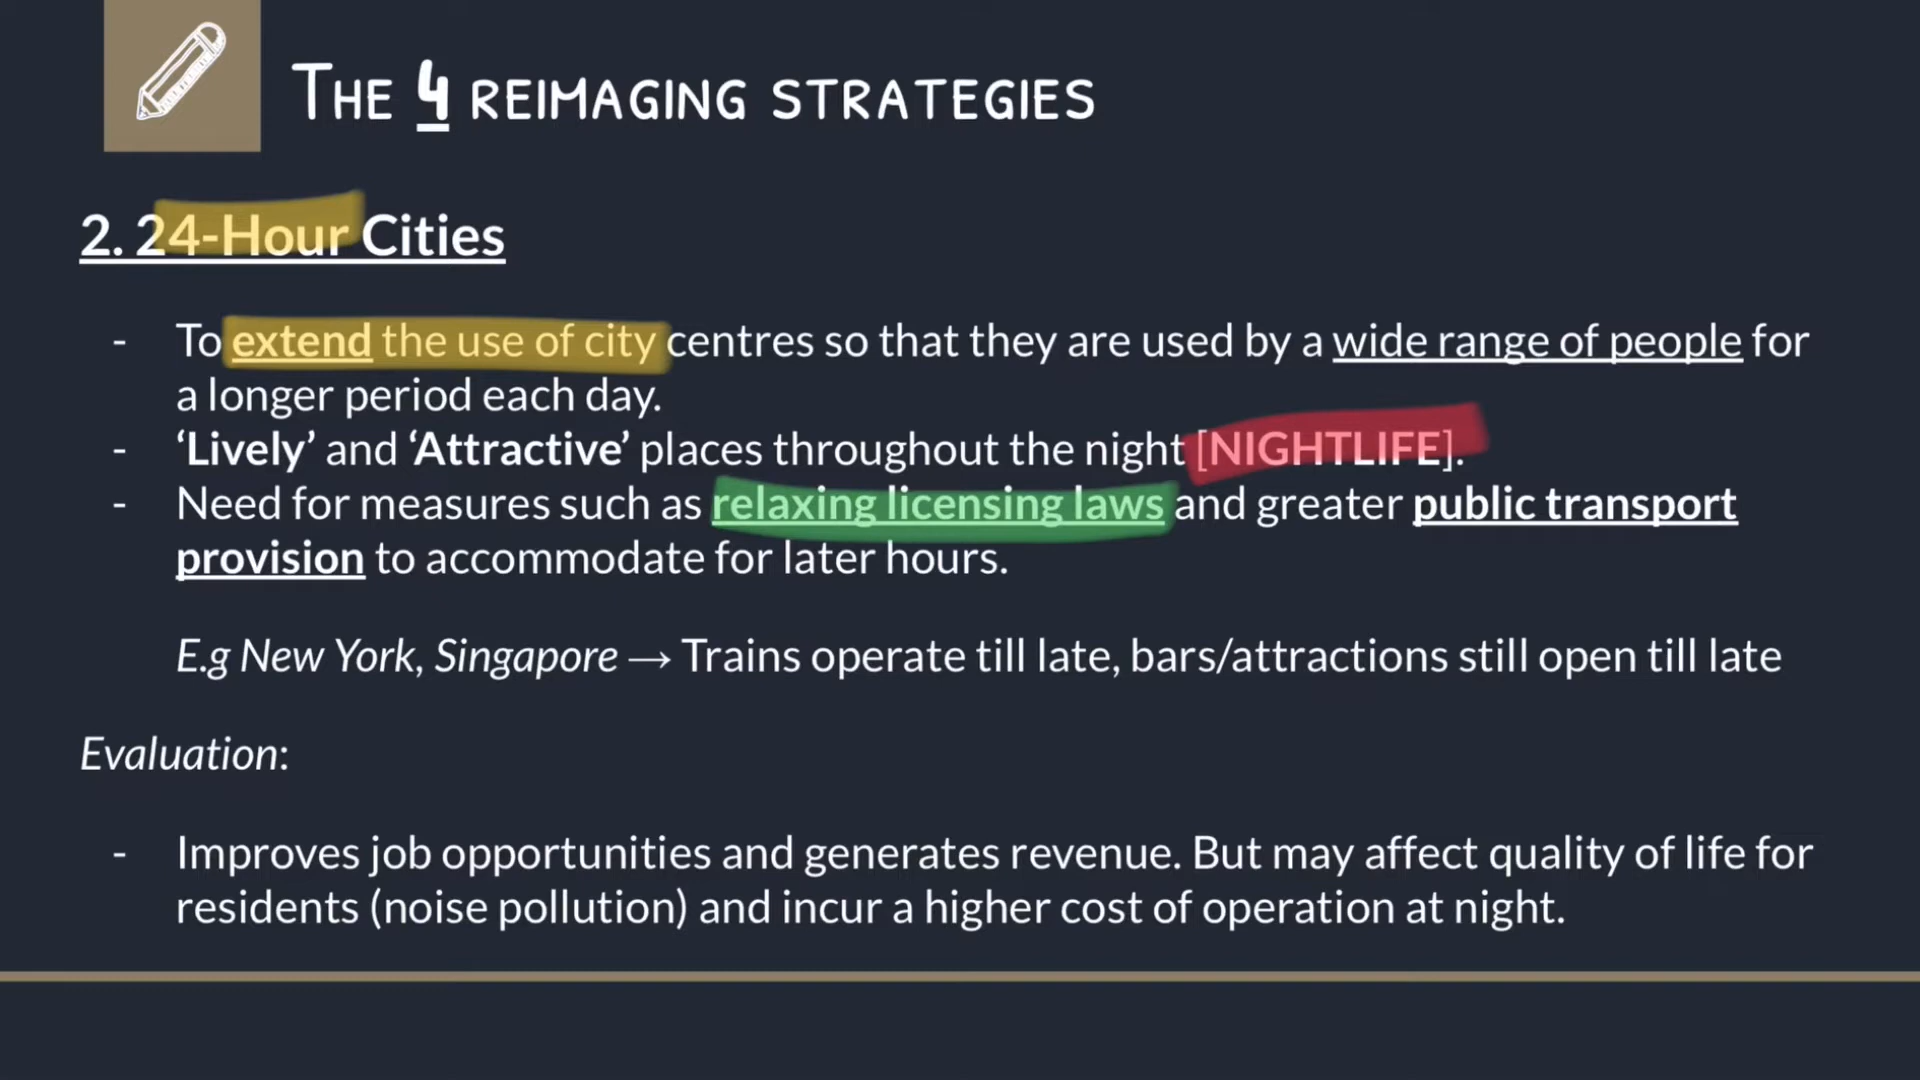 THE 4 REIMAGING STRATEGIES
2. 24-Hour Cities
- To extend the use of city centres so that they are used by a wide range of people for
a longer period each day.
- ‘Lively’ and ‘Attractive’ places throughout the night [NIGHTLIFE].
- Need for measures such as relaxing licensing laws and greater public transport
provision to accommodate for later hours.
E.g New York, Singapore → Trains operate till late, bars/attractions still open till late
Evaluation:
- Improves job opportunities and generates revenue. But may affect quality of life for
residents (noise pollution) and incur a higher cost of operation at night.